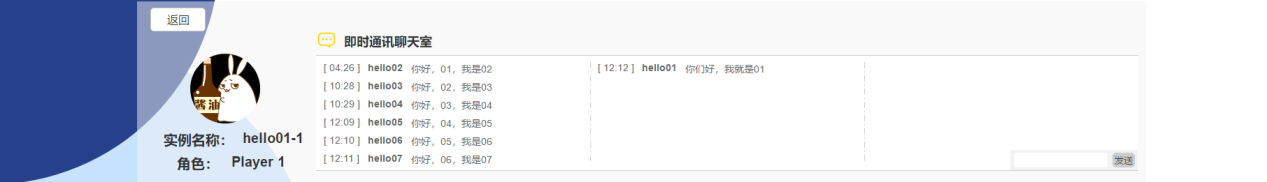 返回
即时通讯聊天室
[ 04:26 ] hello02 你好，01，我是02
[ 10:28 ] hello03 你好，02，我是03
[ 10:29 ] hello04 你好，03，我是04
[ 12:09 ] hello05 你好，04，我是05
[ 12:10 ] hello06 你好，05，我是06
[ 12:11 ] hello07 你好，06，我是07
[ 12:12 ] hello01 你们好，我就是01
酱油
实例名称： hello01-1
角色： Player 1
发送